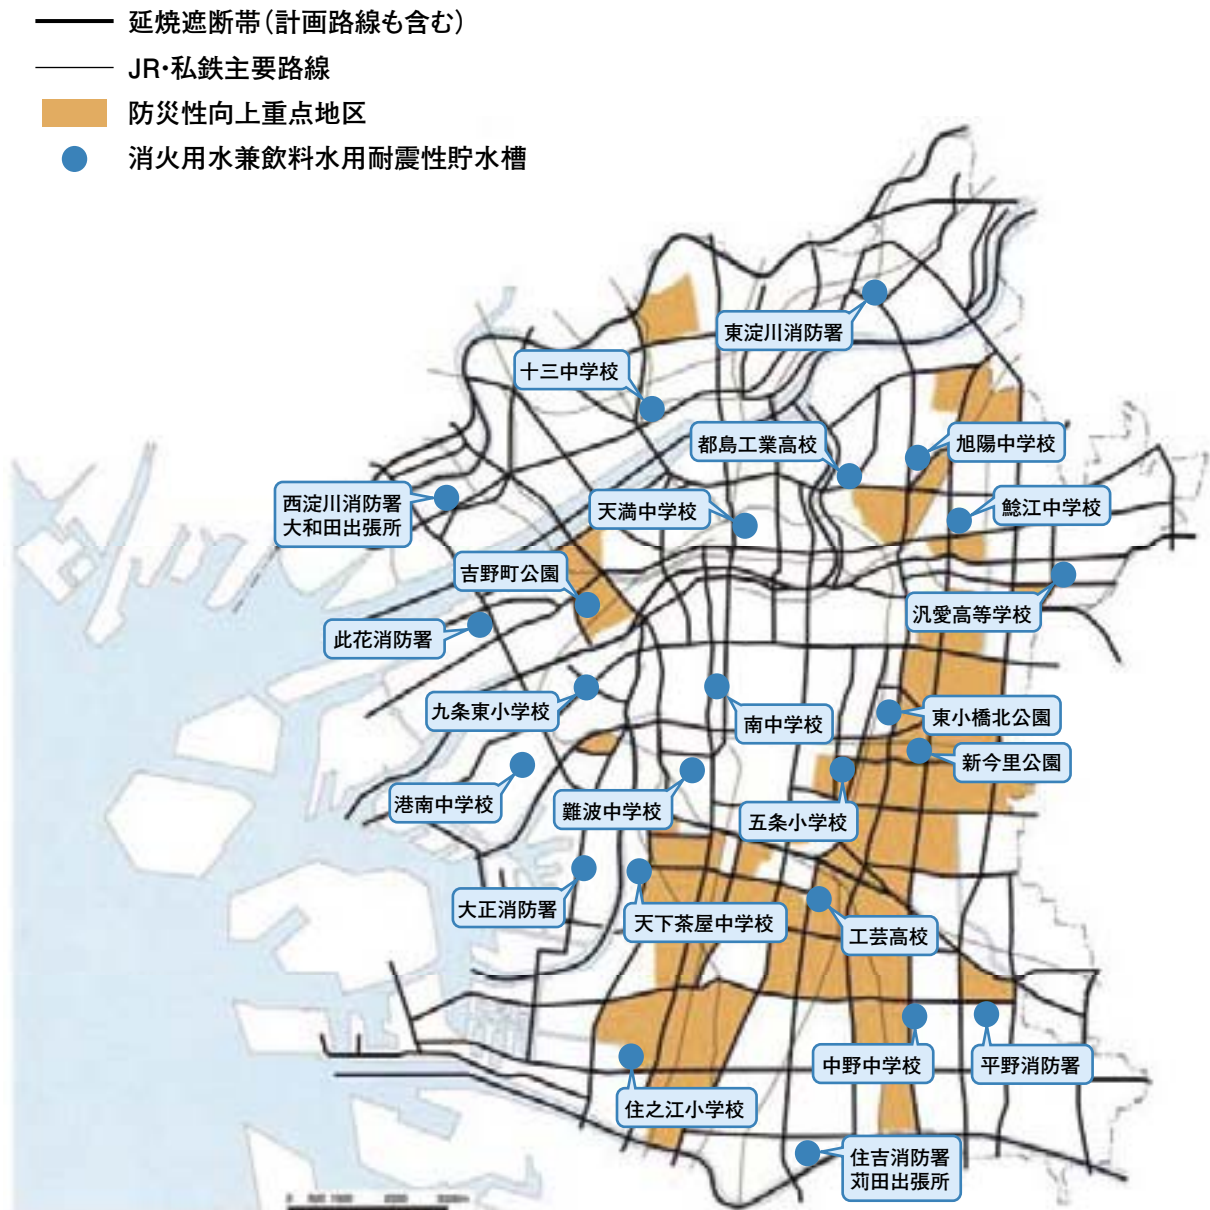 延焼遮断帯(計画路線も含む)
JR・私鉄主要路線
防災性向上重点地区
消火用水兼飲料水用耐震性貯水槽
東淀川消防署
十三中学校
都島工業高校
旭陽中学校
西淀川消防署
大和田出張所
天満中学校
鯰江中学校
吉野町公園
汎愛高等学校
此花消防署
九条東小学校
南中学校
東小橋北公園
新今里公園
港南中学校
難波中学校
五条小学校
大正消防署
天下茶屋中学校
工芸高校
中野中学校
平野消防署
住之江小学校
住吉消防署
苅田出張所